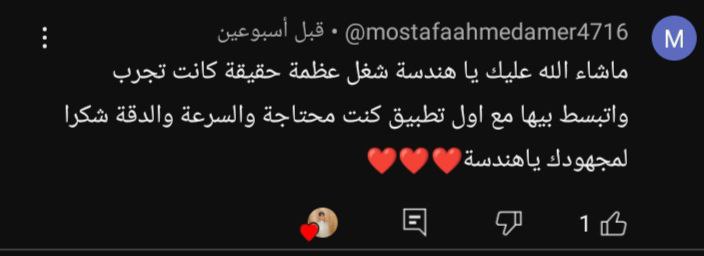 @mostafaahmedamer4716 • قبل أسبوعين
M
ماشاء الله عليك يا هندسة شغل عظمة حقيقة كانت تجرب
واتبسط بيها مع اول تطبيق كنت محتاجة والسرعة والدقة شكرا
لمجهودك ياهندسة❤️❤️❤️
1